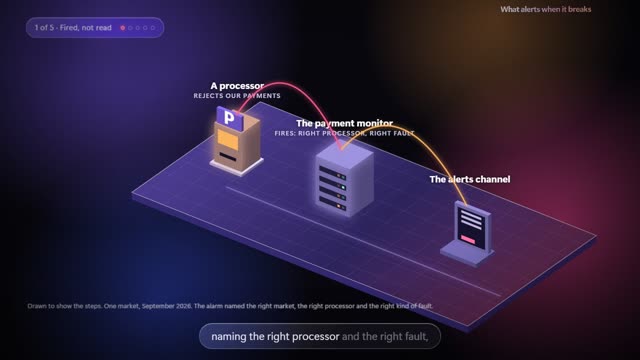 What alerts when it breaks
1 of 5 · Fired, not read
A processor
REJECTS OUR PAYMENTS
P
The payment monitor
FIRES: RIGHT PROCESSOR, RIGHT FAULT
The alerts channel
Drawn to show the steps. One market, September 2026. The alarm named the right market, the right processor and the right kind of fault.
naming the right processor and the right fault,